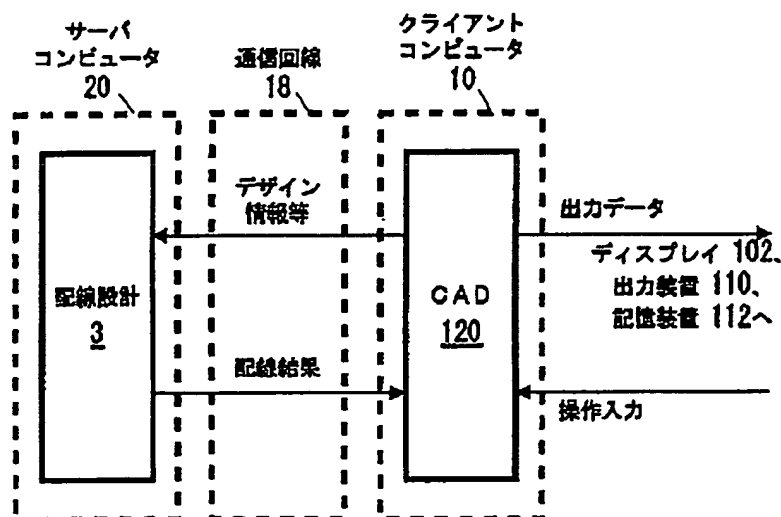 サーバ
コンピュータ
20
通信回線
18
クライアント
コンピュータ
10
デザイン
情報等
配線設計
3
配線結果
CAD
120
出力データ
ディスプレイ 102、
出力装置 110、
記憶装置 112へ
操作入力